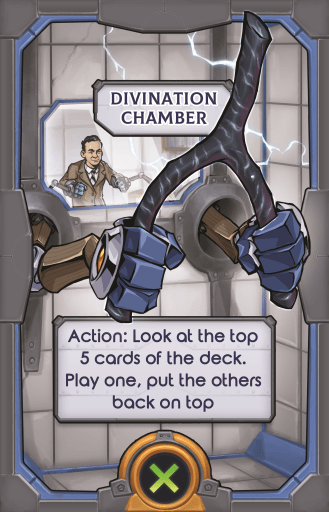 DIVINATION
CHAMBER
Action: Look at the top
5 cards of the deck.
Play one, put the others
back on top